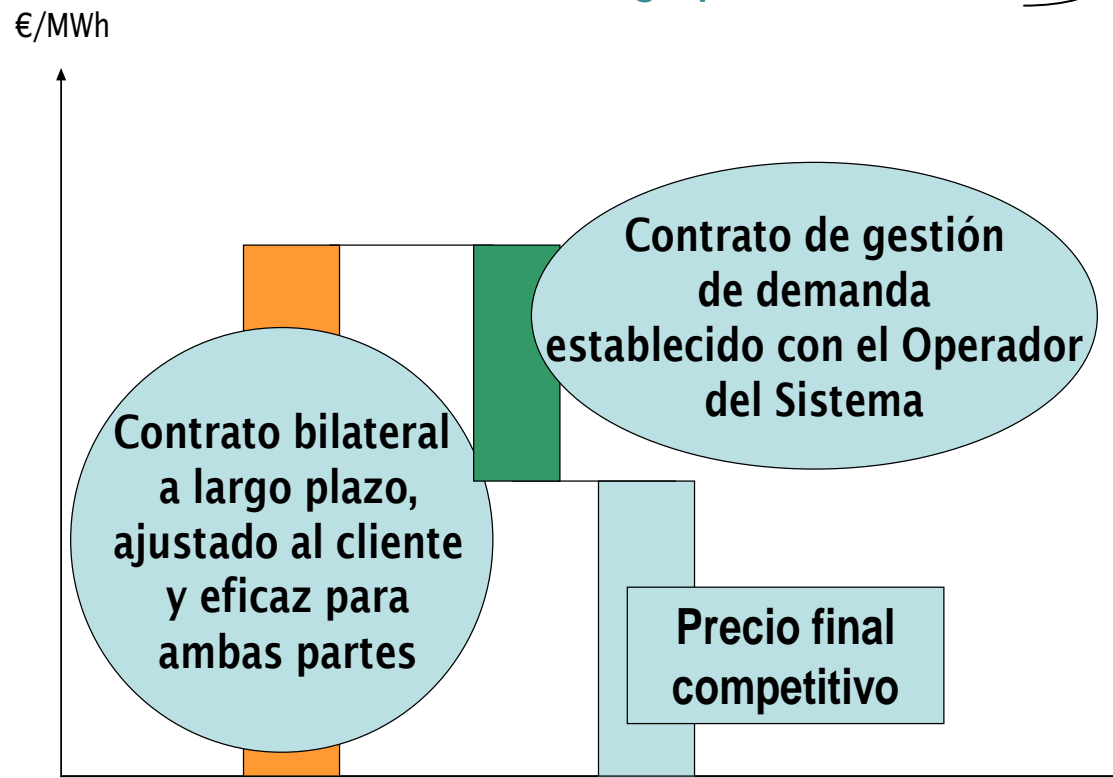 €/MWh
Contrato de gestión
de demanda
establecido con el Operador
del Sistema
Contrato bilateral
a largo plazo,
ajustado al cliente
y eficaz para
ambas partes
Precio final
competitivo